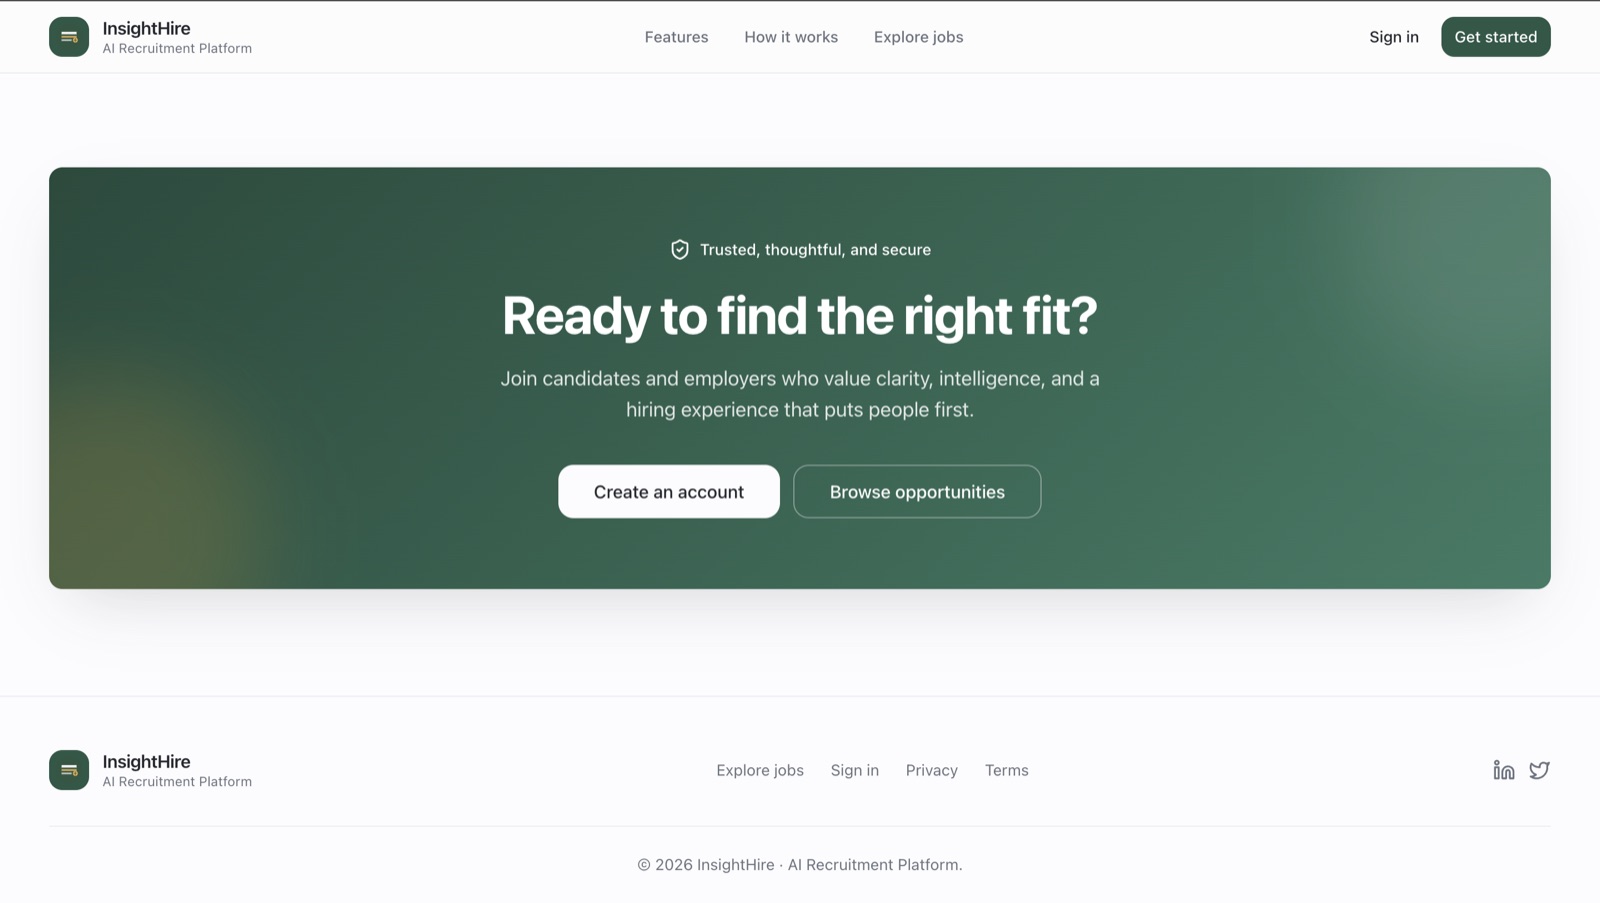 InsightHire
AI Recruitment Platform
Features
How it works
Explore jobs
Sign in
Get started
Trusted, thoughtful, and secure
Ready to find the right fit?
Join candidates and employers who value clarity, intelligence, and a
hiring experience that puts people first.
Create an account
Browse opportunities
InsightHire
AI Recruitment Platform
Explore jobs
Sign in
Privacy
Terms
© 2026 InsightHire · AI Recruitment Platform.